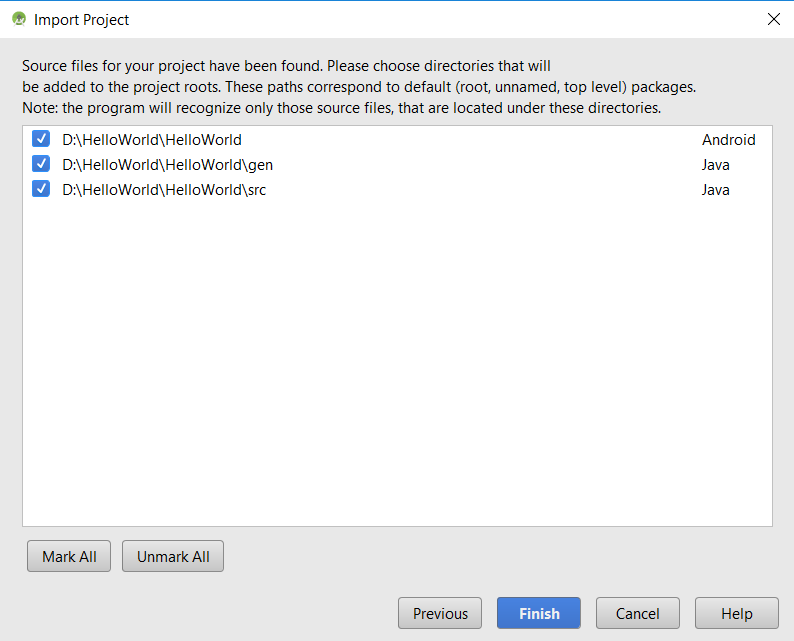 Import Project
Source files for your project have been found. Please choose directories that will
be added to the project roots. These paths correspond to default (root, unnamed, top level) packages.
Note: the program will recognize only those source files, that are located under these directories.
D:\HelloWorld\HelloWorld Android
D:\HelloWorld\HelloWorld\gen Java
D:\HelloWorld\HelloWorld\src Java
Mark All Unmark All
Previous Finish Cancel Help